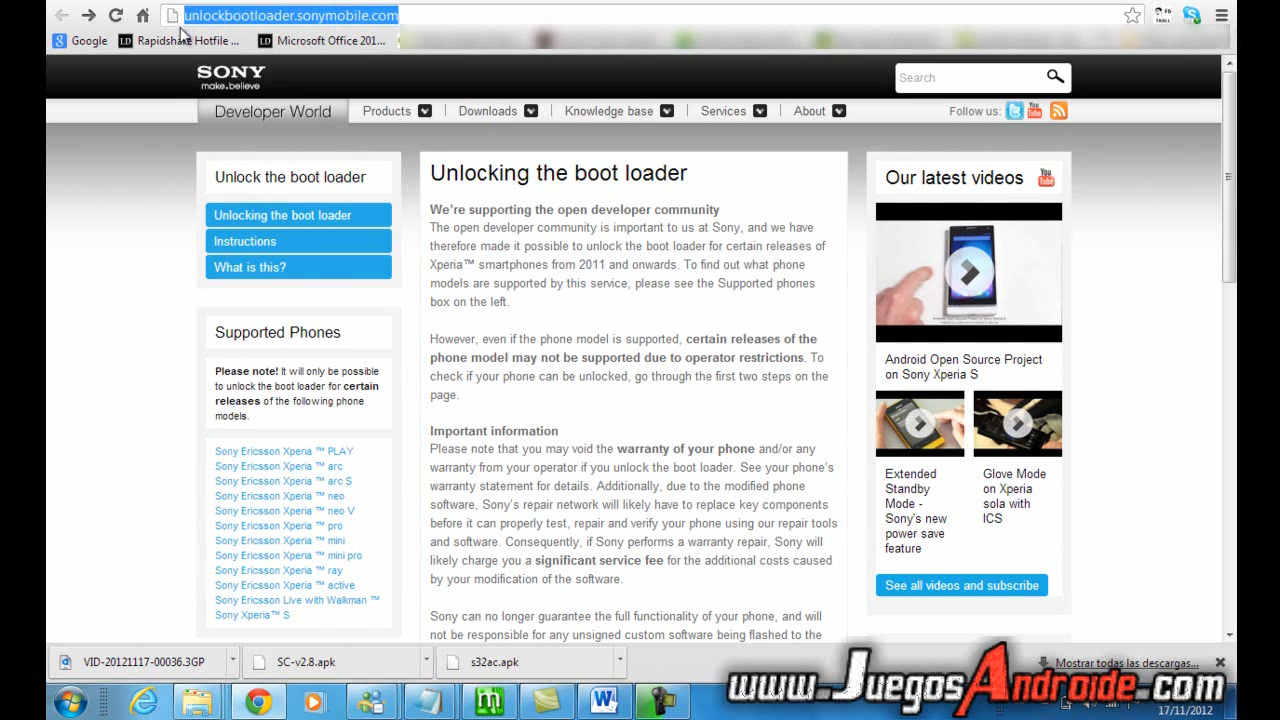 unlockbootloader.sonymobile.com
FB
TROLL
Google
Rapidshare Hotfile ...
Microsoft Office 201...
SONY
make.believe
Search
Developer World
Products
Downloads
Knowledge base
Services
About
Follow us:
Unlock the boot loader
Unlocking the boot loader
Instructions
What is this?
Supported Phones
Please note! It will only be possible
to unlock the boot loader for certain
releases of the following phone
models.
Sony Ericsson Xperia ™ PLAY
Sony Ericsson Xperia ™ arc
Sony Ericsson Xperia ™ arc S
Sony Ericsson Xperia ™ neo
Sony Ericsson Xperia ™ neo V
Sony Ericsson Xperia ™ pro
Sony Ericsson Xperia ™ mini
Sony Ericsson Xperia ™ mini pro
Sony Ericsson Xperia ™ ray
Sony Ericsson Xperia ™ active
Sony Ericsson Live with Walkman ™
Sony Xperia™ S
Unlocking the boot loader
We’re supporting the open developer community
The open developer community is important to us at Sony, and we have
therefore made it possible to unlock the boot loader for certain releases of
Xperia™ smartphones from 2011 and onwards. To find out what phone
models are supported by this service, please see the Supported phones
box on the left.
However, even if the phone model is supported, certain releases of the
phone model may not be supported due to operator restrictions. To
check if your phone can be unlocked, go through the first two steps on the
page.
Important information
Please note that you may void the warranty of your phone and/or any
warranty from your operator if you unlock the boot loader. See your phone’s
warranty statement for details. Additionally, due to the modified phone
software, Sony’s repair network will likely have to replace key components
before it can properly test, repair and verify your phone using our repair tools
and software. Consequently, if Sony performs a warranty repair, Sony will
likely charge you a significant service fee for the additional costs caused
by your modification of the software.
Sony can no longer guarantee the full functionality of your phone, and will
not be responsible for any unsigned custom software being flashed to the
Our latest videos
You
Tube
Android Open Source Project
on Sony Xperia S
Extended
Standby
Mode -
Sony’s new
power save
feature
Glove Mode
on Xperia
sola with
ICS
See all videos and subscribe
VID-20121117-00036.3GP
SC-v2.8.apk
s32ac.apk
Mostrar todas las descargas...
www.JuegosAndroide.com
17/11/2012